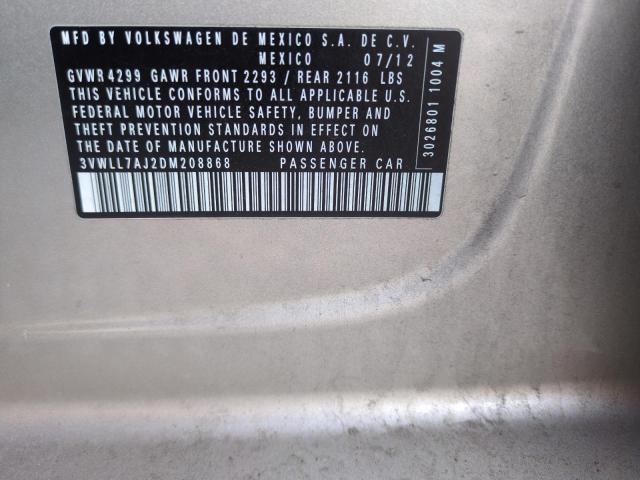 MFD BY VOLKSWAGEN DE MEXICO S.A. DE C.V.
MEXICO 07/12
GVWR 4299 GAWR FRONT 2293 / REAR 2116 LBS
THIS VEHICLE CONFORMS TO ALL APPLICABLE U.S.
FEDERAL MOTOR VEHICLE SAFETY, BUMPER AND
THEFT PREVENTION STANDARDS IN EFFECT ON
THE DATE OF MANUFACTURE SHOWN ABOVE.
3VWLL7AJ2DM208868 PASSENGER CAR
3026801 1004 M